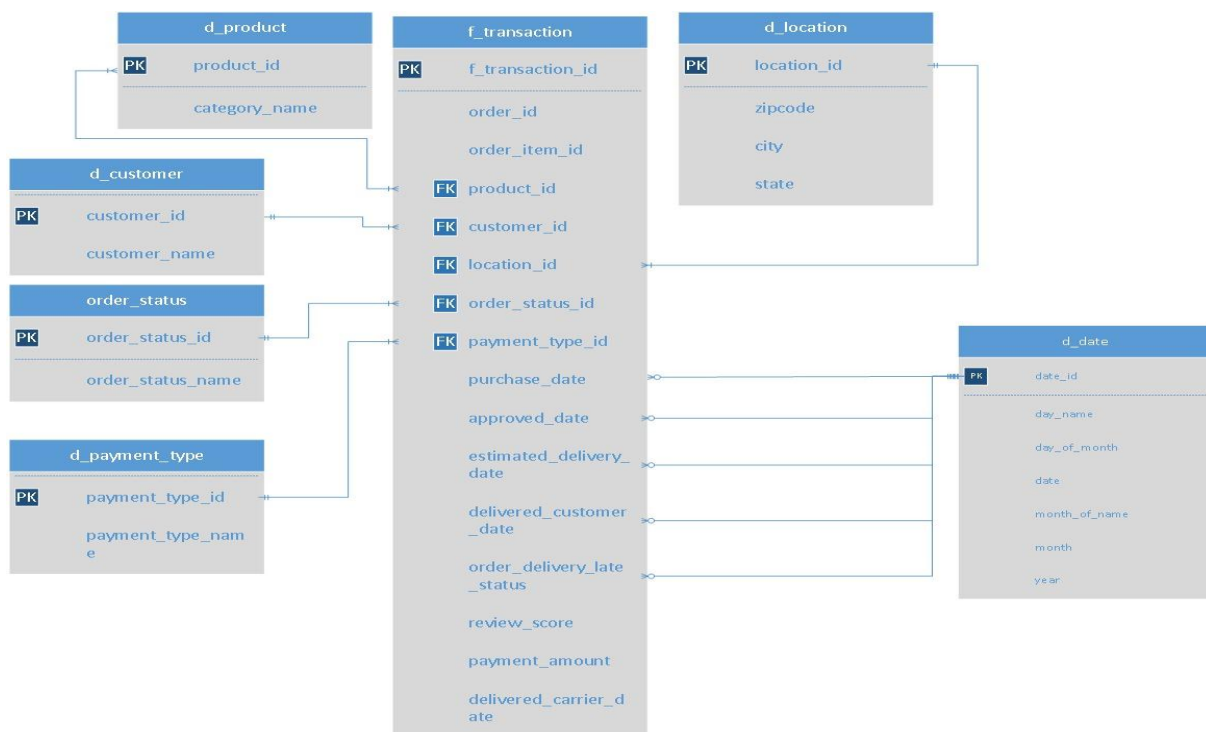 d_product
PK product_id
category_name
f_transaction
PK f_transaction_id
order_id
order_item_id
FK product_id
FK customer_id
FK location_id
FK order_status_id
FK payment_type_id
purchase_date
approved_date
estimated_delivery_
date
delivered_customer
_date
order_delivery_late
_status
review_score
payment_amount
delivered_carrier_d
ate
d_location
PK location_id
zipcode
city
state
d_customer
PK customer_id
customer_name
order_status
PK order_status_id
order_status_name
d_payment_type
PK payment_type_id
payment_type_nam
e
d_date
PK date_id
day_name
day_of_month
date
month_of_name
month
year